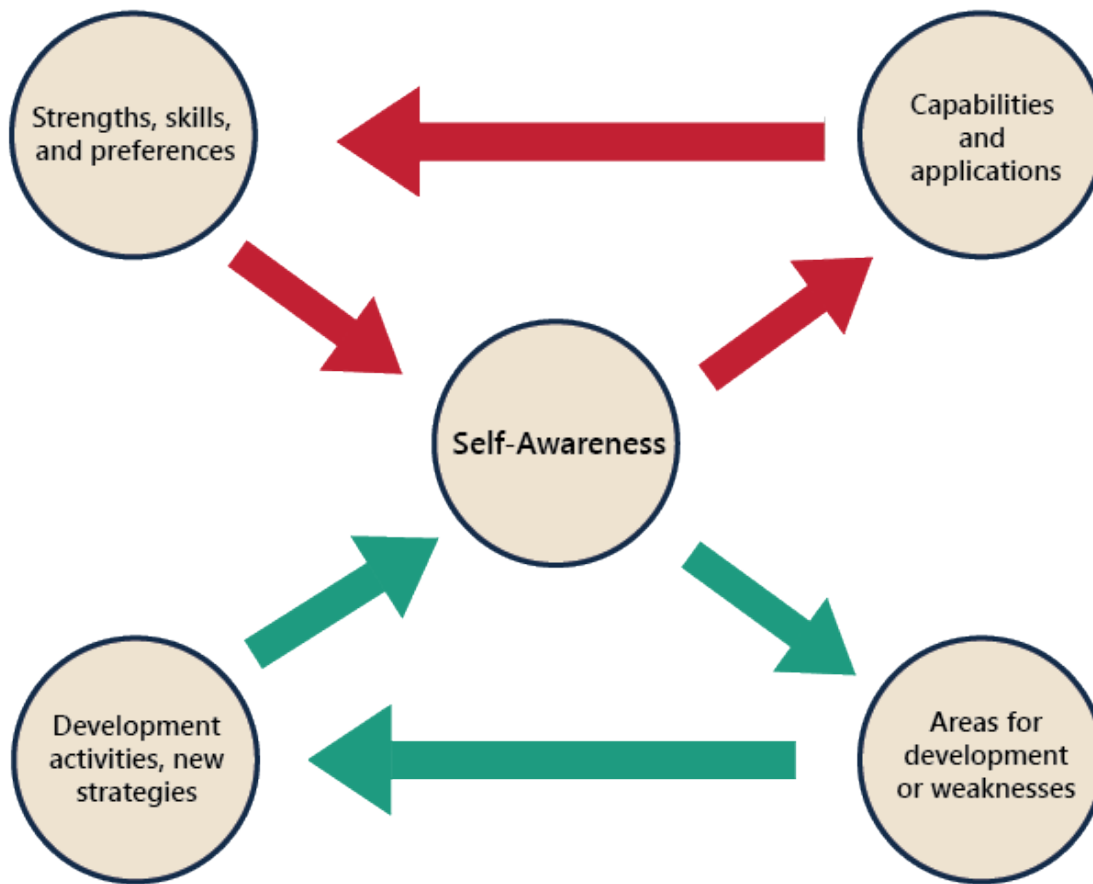 Strengths, skills,
and preferences
Capabilities
and
applications
Self-Awareness
Development
activities, new
strategies
Areas for
development
or weaknesses